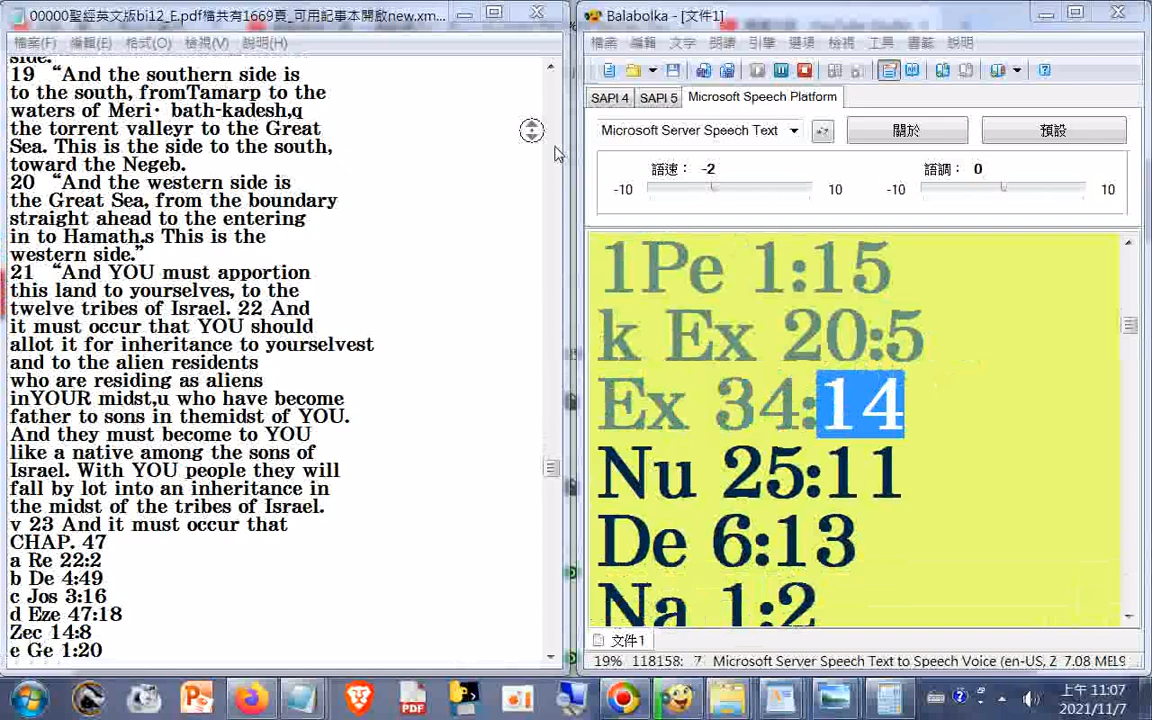 00000聖經英文版bi12_E.pdf檔共有1669頁_可用記事本開啟new.xm...
檔案(F) 編輯(E) 格式(O) 檢視(V) 說明(H)
side.
19 “And the southern side is
to the south, fromTamarp to the
waters of Meri· bath-kadesh,q
the torrent valleyr to the Great
Sea. This is the side to the south,
toward the Negeb.
20 “And the western side is
the Great Sea, from the boundary
straight ahead to the entering
in to Hamath.s This is the
western side.”
21 “And YOU must apportion
this land to yourselves, to the
twelve tribes of Israel. 22 And
it must occur that YOU should
allot it for inheritance to yourselvest
and to the alien residents
who are residing as aliens
inYOUR midst,u who have become
father to sons in themidst of YOU.
And they must become to YOU
like a native among the sons of
Israel. With YOU people they will
fall by lot into an inheritance in
the midst of the tribes of Israel.
v 23 And it must occur that
CHAP. 47
a Re 22:2
b De 4:49
c Jos 3:16
d Eze 47:18
Zec 14:8
e Ge 1:20
Balabolka - [文件1]
檔案 編輯 文字 朗讀 引擎 選項 檢視 工具 書籤 說明
SAPI 4 SAPI 5 Microsoft Speech Platform
Microsoft Server Speech Text 關於 預設
語速： -2 語調： 0
-10 10 -10 10
1Pe 1:15
k Ex 20:5
Ex 34:14
Nu 25:11
De 6:13
Na 1:2
文件1
19% 118158: 7 Microsoft Server Speech Text to Speech Voice (en-US, Z 7.08 ME
上午 11:07
2021/11/7